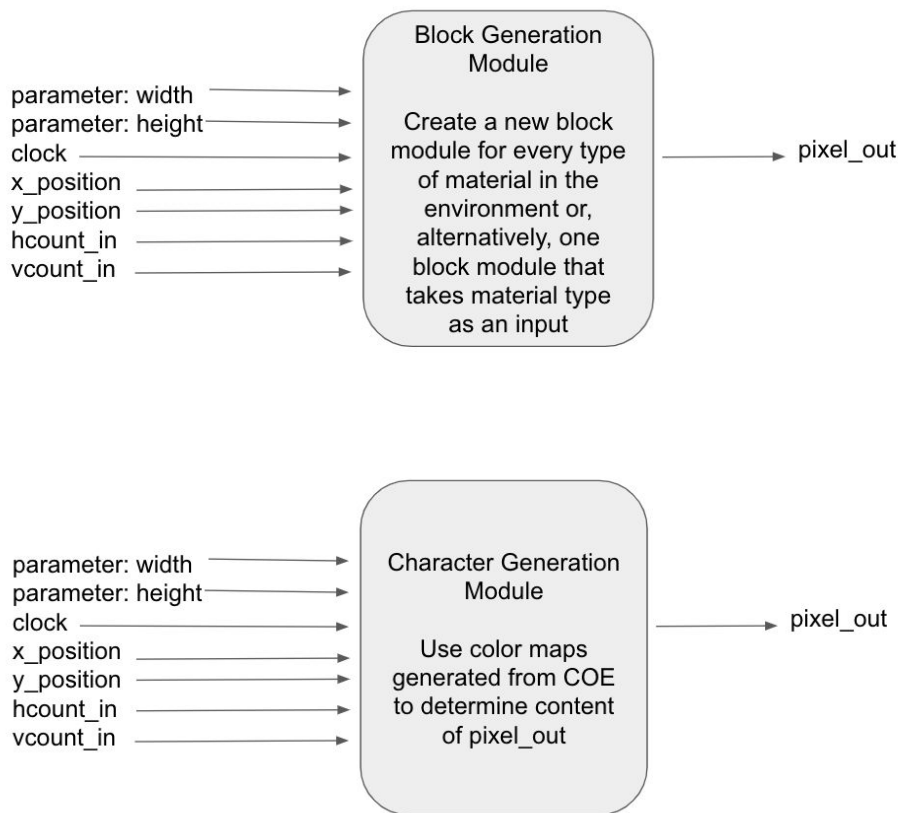 Block Generation
Module
parameter: width
parameter: height
clock
x_position
y_position
hcount_in
vcount_in
Create a new block
module for every type
of material in the
environment or,
alternatively, one
block module that
takes material type
as an input
pixel_out
parameter: width
parameter: height
clock
x_position
y_position
hcount_in
vcount_in
Character Generation
Module
Use color maps
generated from COE
to determine content
of pixel_out
pixel_out